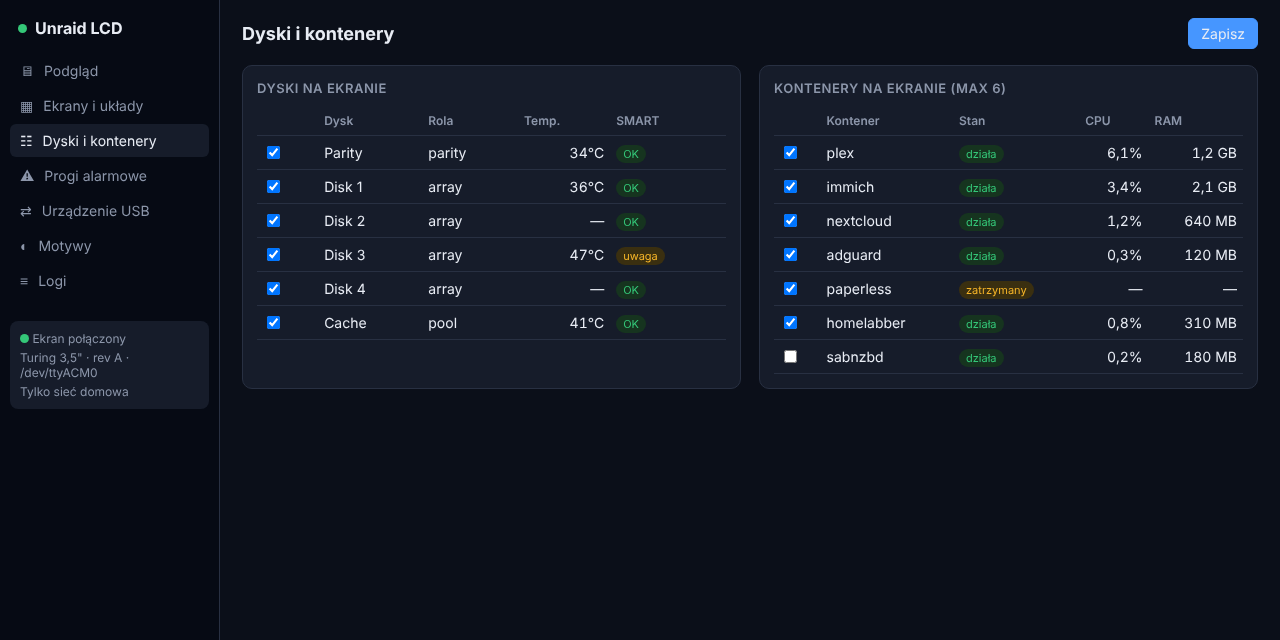 Unraid LCD
Podgląd
Ekrany i układy
Dyski i kontenery
Progi alarmowe
Urządzenie USB
Motywy
Logi
Ekran połączony
Turing 3,5" · rev A ·
/dev/ttyACM0
Tylko sieć domowa
Dyski i kontenery
Zapisz
DYSKI NA EKRANIE
Dysk Rola Temp. SMART
Parity parity 34°C OK
Disk 1 array 36°C OK
Disk 2 array — OK
Disk 3 array 47°C uwaga
Disk 4 array — OK
Cache pool 41°C OK
KONTENERY NA EKRANIE (MAX 6)
Kontener Stan CPU RAM
plex działa 6,1% 1,2 GB
immich działa 3,4% 2,1 GB
nextcloud działa 1,2% 640 MB
adguard działa 0,3% 120 MB
paperless zatrzymany — —
homelabber działa 0,8% 310 MB
sabnzbd działa 0,2% 180 MB